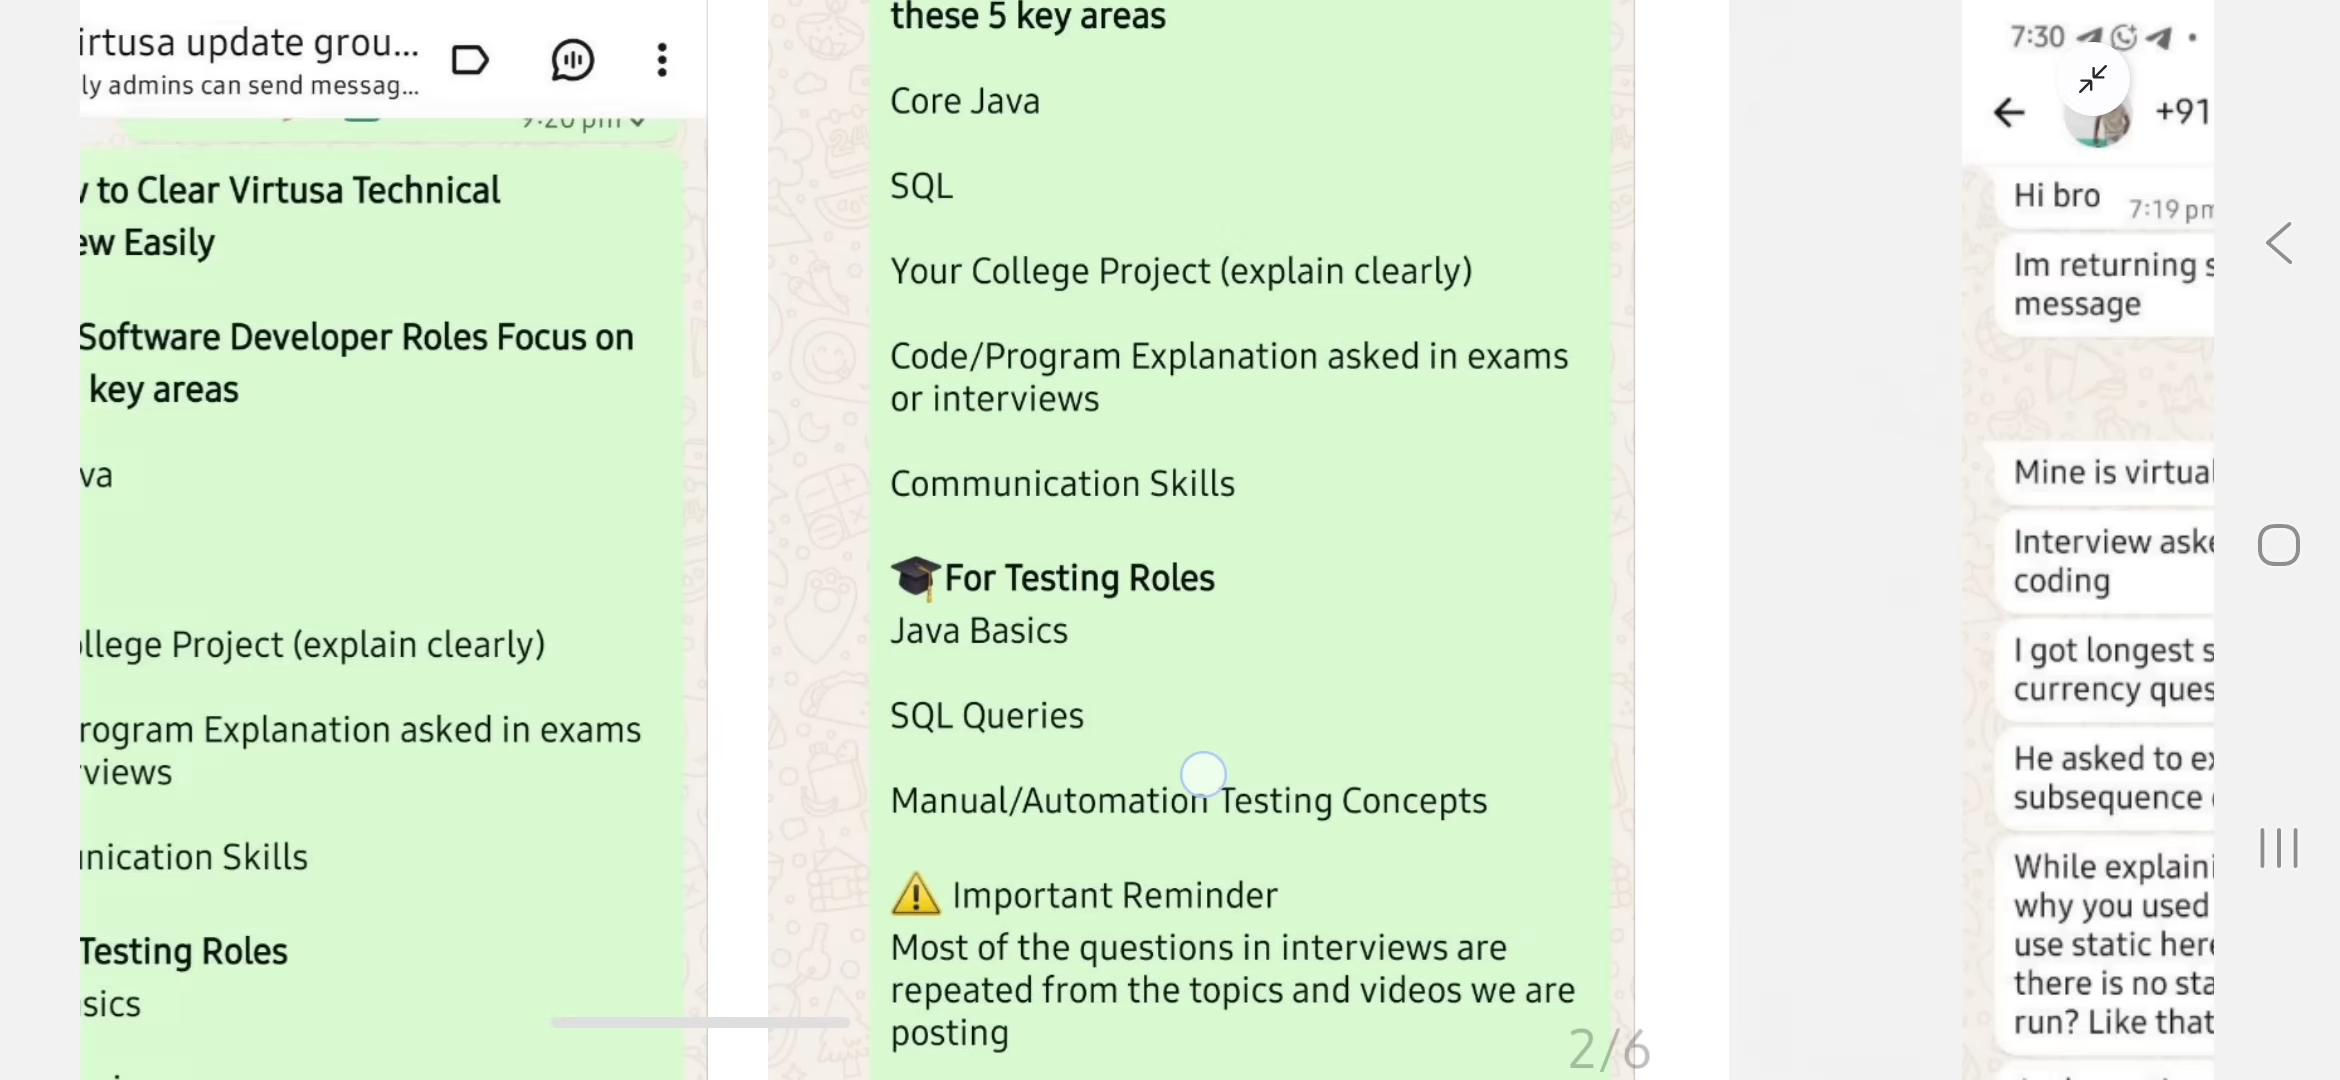 irtusa update grou...
ly admins can send messag...
9:20 pm
to Clear Virtusa Technical
ew Easily
Software Developer Roles Focus on
key areas
va
llege Project (explain clearly)
rogram Explanation asked in exams
views
nication Skills
Testing Roles
sics
these 5 key areas
Core Java
SQL
Your College Project (explain clearly)
Code/Program Explanation asked in exams
or interviews
Communication Skills
🎓For Testing Roles
Java Basics
SQL Queries
Manual/Automation Testing Concepts
⚠️ Important Reminder
Most of the questions in interviews are
repeated from the topics and videos we are
posting
2/6
7:30
+91
Hi bro 7:19 pm
Im returning s
message
Mine is virtual
Interview aske
coding
I got longest s
currency ques
He asked to ex
subsequence
While explaini
why you used
use static here
there is no sta
run? Like that